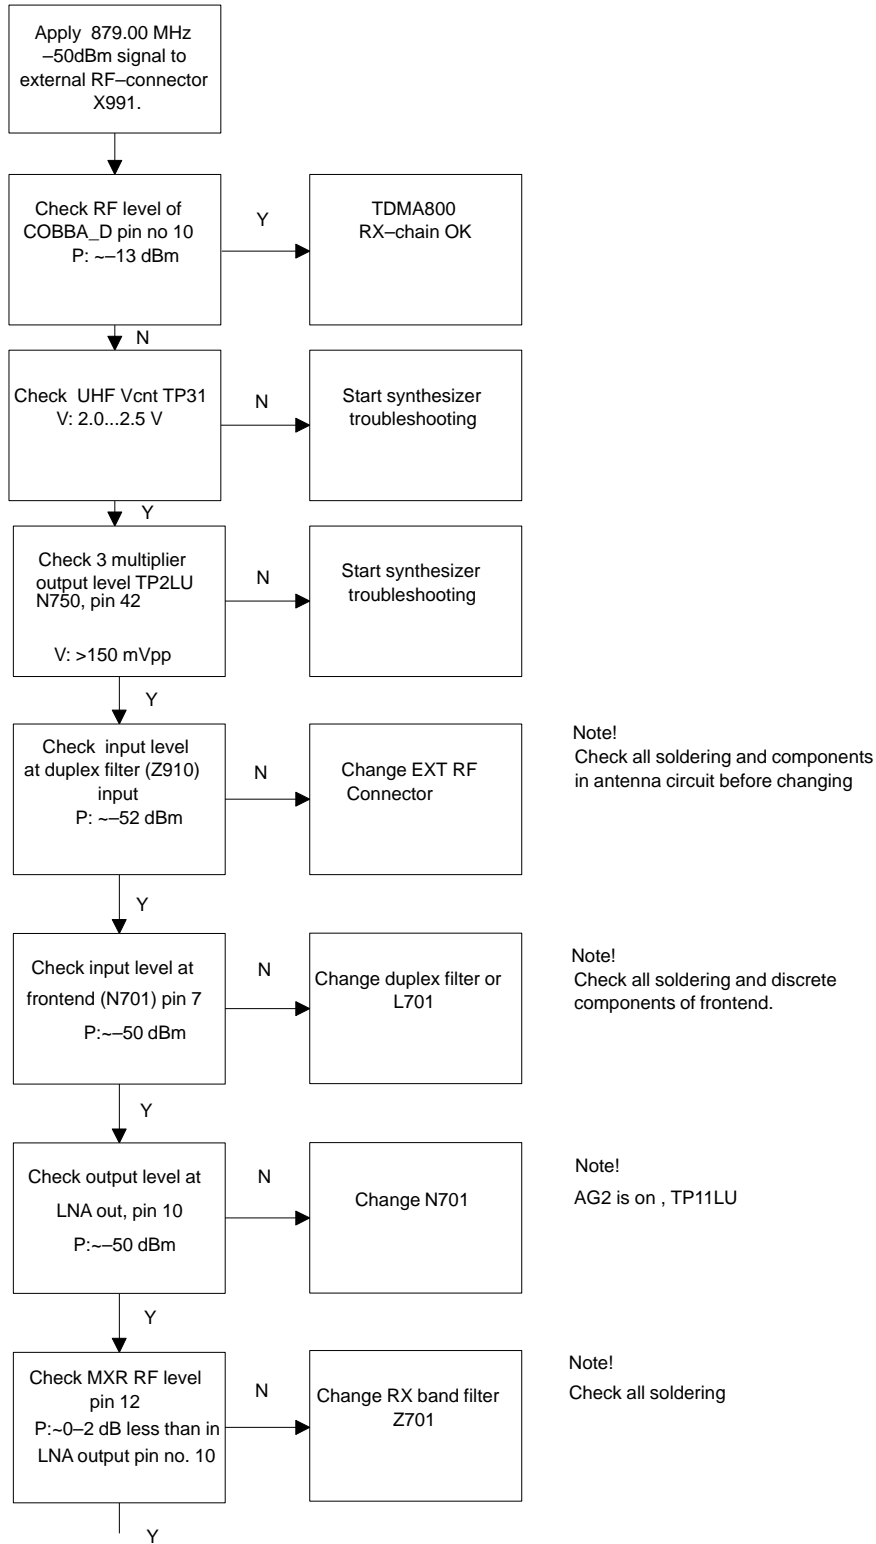 Apply 879.00 MHz
–50dBm signal to
external RF–connector
X991.
Check RF level of
COBBA_D pin no 10
P: ~–13 dBm
Y
TDMA800
RX–chain OK
N
Check UHF Vcnt TP31
V: 2.0...2.5 V
N
Start synthesizer
troubleshooting
Y
Check 3 multiplier
output level TP2LU
N750, pin 42
V: >150 mVpp
N
Start synthesizer
troubleshooting
Y
Check input level
at duplex filter (Z910)
input
P: ~–52 dBm
N
Change EXT RF
Connector
Note!
Check all soldering and components
in antenna circuit before changing
Y
Check input level at
frontend (N701) pin 7
P:~–50 dBm
N
Change duplex filter or
L701
Note!
Check all soldering and discrete
components of frontend.
Y
Check output level at
LNA out, pin 10
P:~–50 dBm
N
Change N701
Note!
AG2 is on , TP11LU
Y
Check MXR RF level
pin 12
P:~0–2 dB less than in
LNA output pin no. 10
N
Change RX band filter
Z701
Note!
Check all soldering
Y